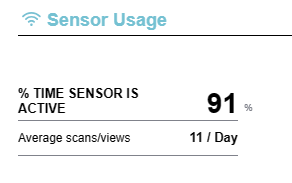 Sensor Usage
% TIME SENSOR IS
ACTIVE
91 %
Average scans/views 11 / Day